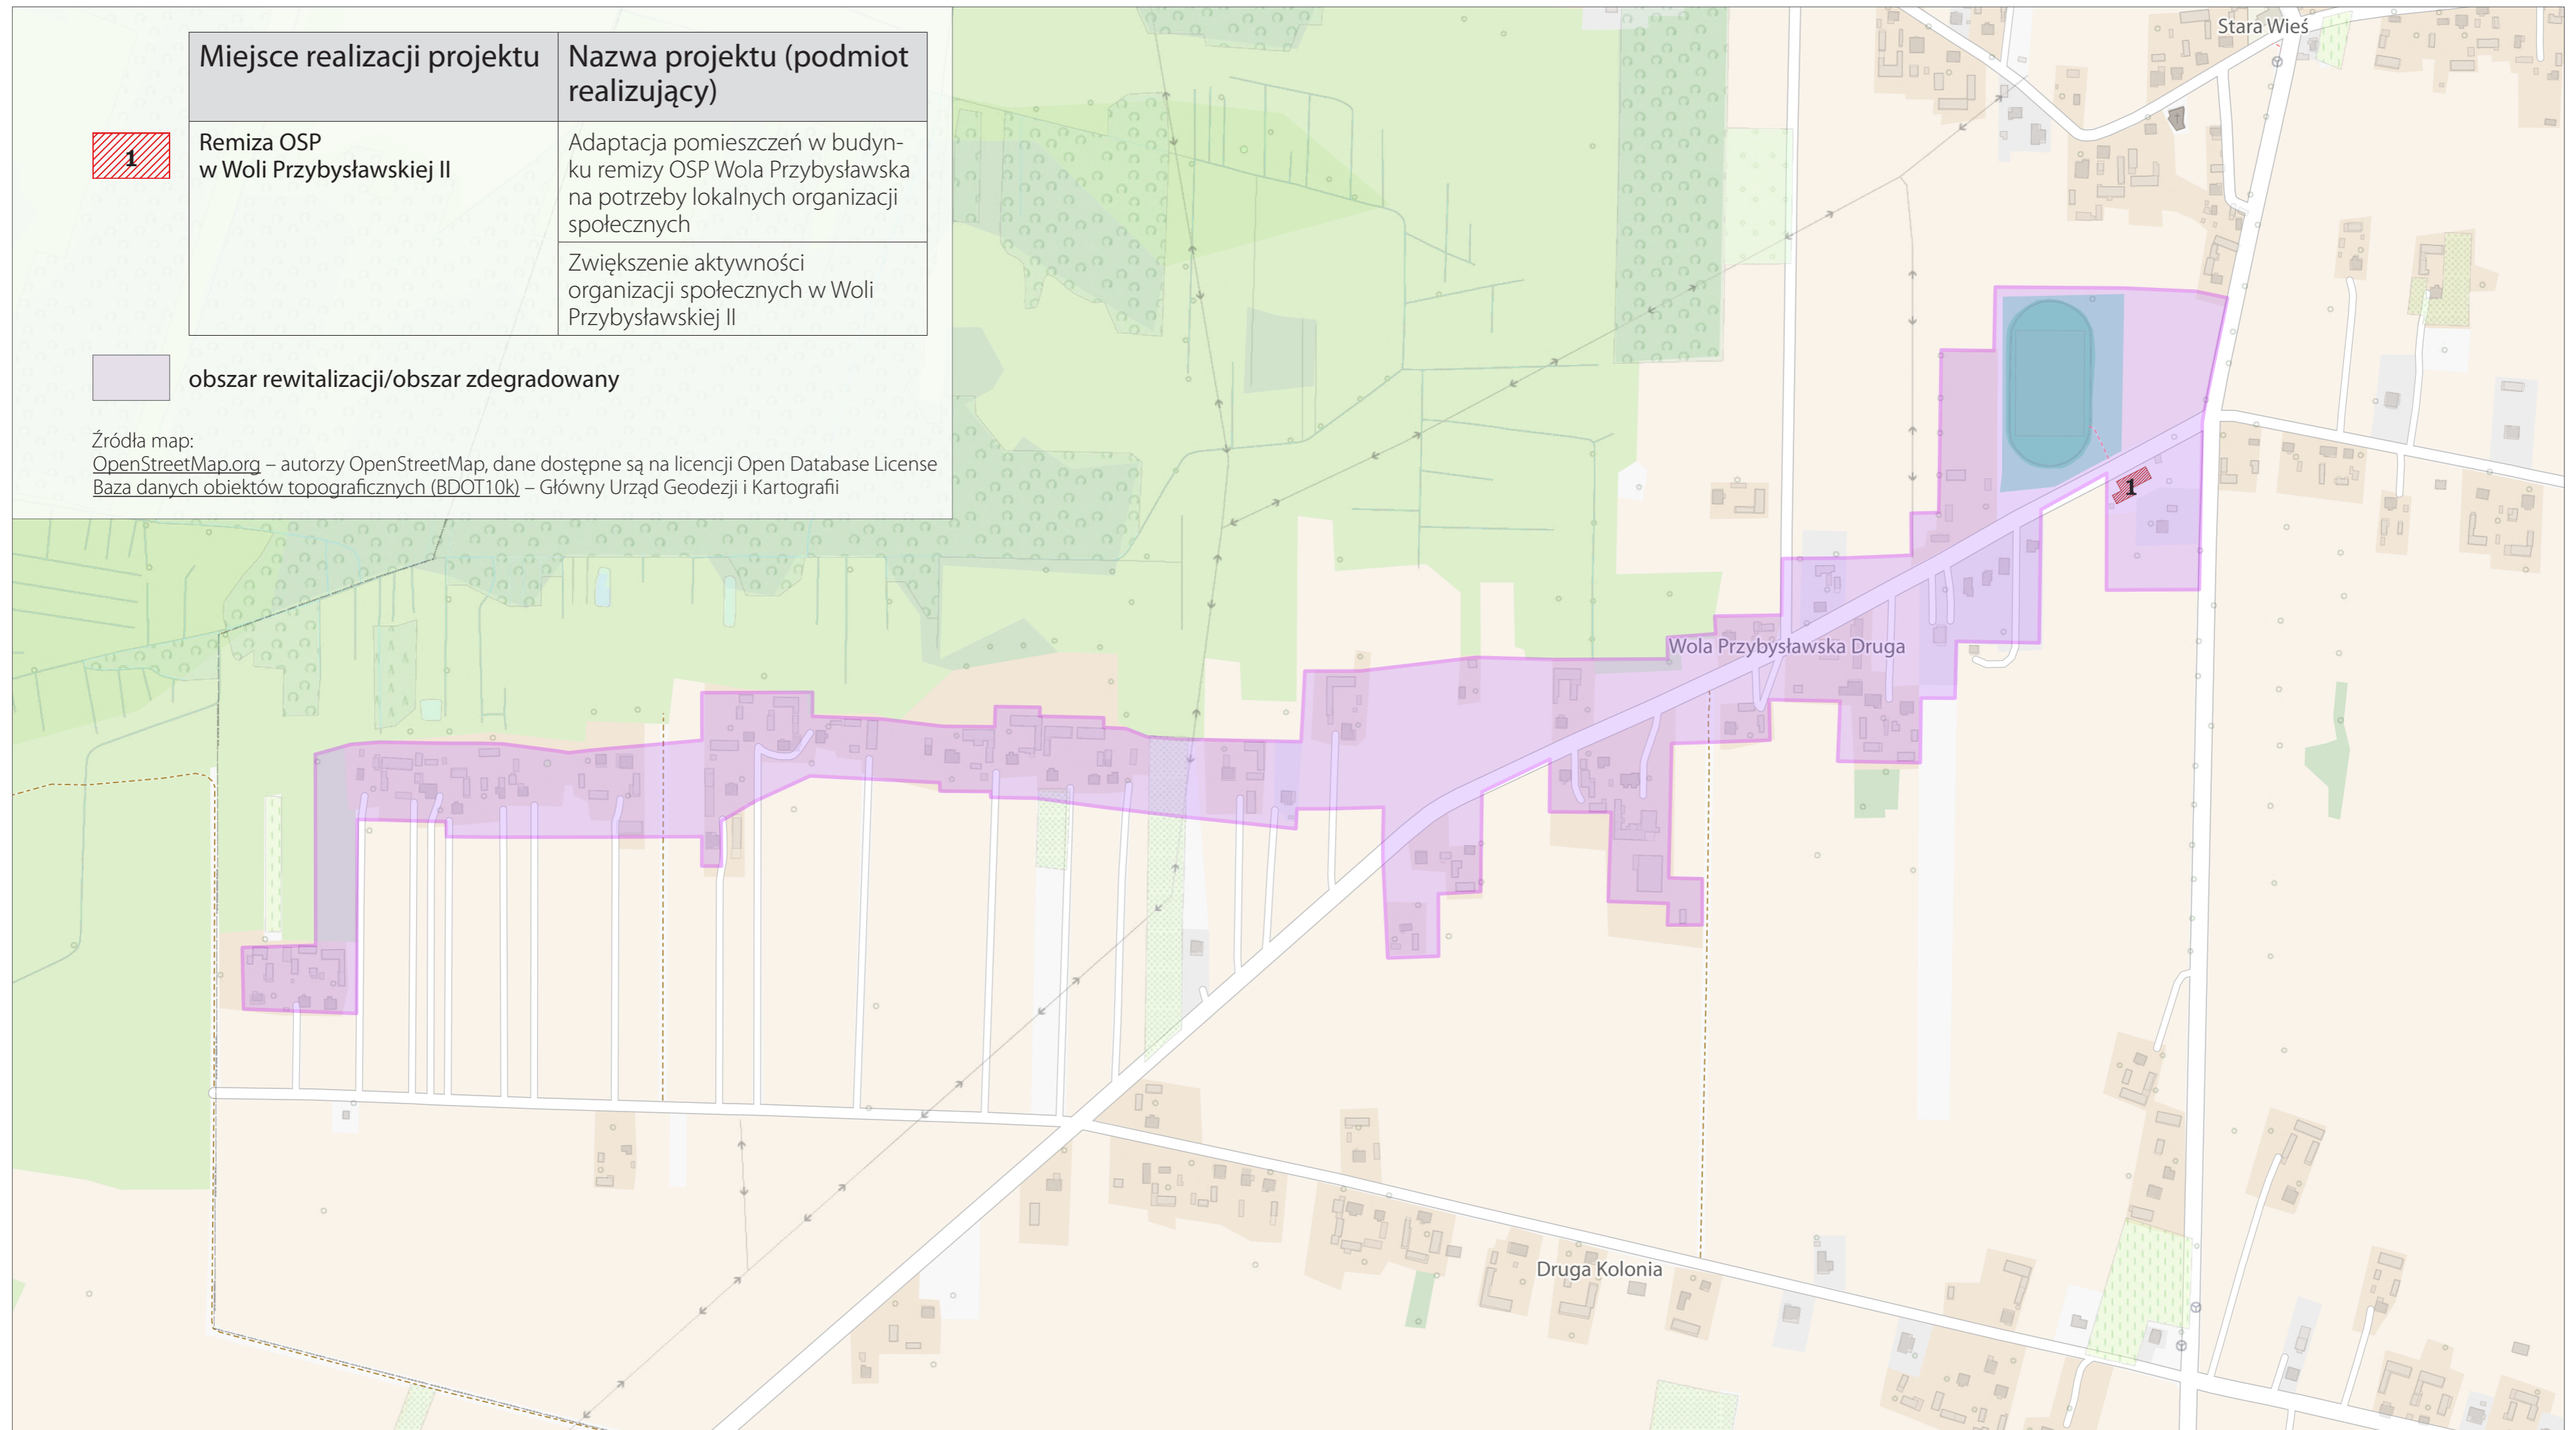 Miejsce realizacji projektu
Nazwa projektu (podmiot
realizujący)
1
Remiza OSP
w Woli Przybysławskiej II
Adaptacja pomieszczeń w budyn-
ku remizy OSP Wola Przybysławska
na potrzeby lokalnych organizacji
społecznych
Zwiększenie aktywności
organizacji społecznych w Woli
Przybysławskiej II
obszar rewitalizacji/obszar zdegradowany
Źródła map:
OpenStreetMap.org – autorzy OpenStreetMap, dane dostępne są na licencji Open Database License
Baza danych obiektów topograficznych (BDOT10k) – Główny Urząd Geodezji i Kartografii
Stara Wieś
1
Wola Przybysławska Druga
Druga Kolonia